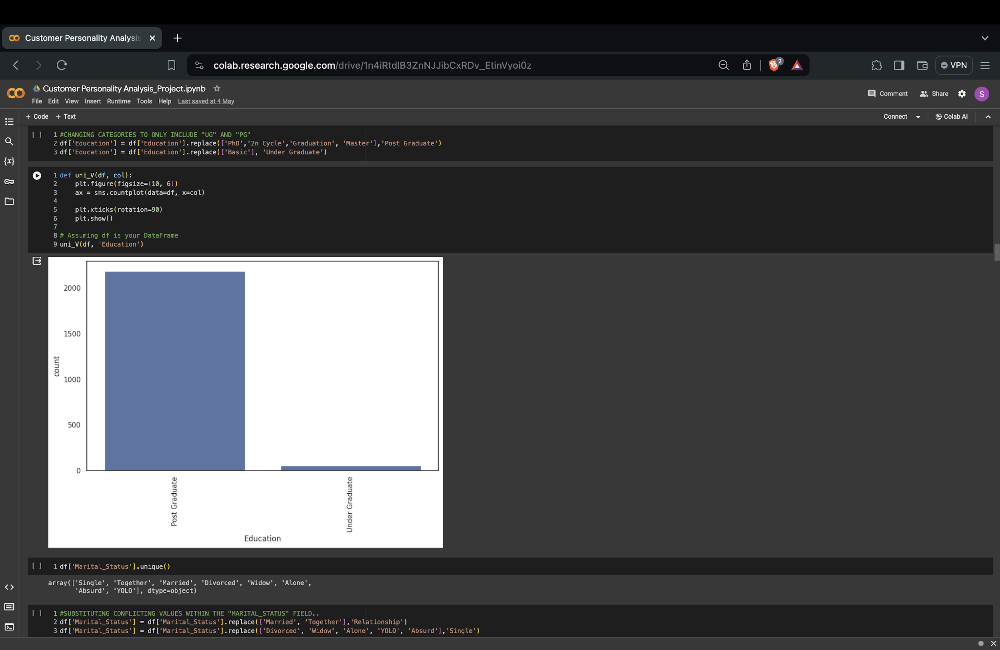 Customer Personality Analysis
colab.research.google.com/drive/1n4iRtdlB3ZnNJJibCxRDv_EtinVyoi0z
2
VPN
Customer Personality Analysis_Project.ipynb
File Edit View Insert Runtime Tools Help Last saved at 4 May
Comment Share S
+ Code + Text
Connect Colab AI
[ ] 1 #CHANGING CATEGORIES TO ONLY INCLUDE "UG" AND "PG"
2 df['Education'] = df['Education'].replace(['PhD','2n Cycle','Graduation', 'Master'],'Post Graduate')
3 df['Education'] = df['Education'].replace(['Basic'], 'Under Graduate')
1 def uni_V(df, col):
2 plt.figure(figsize=(10, 6))
3 ax = sns.countplot(data=df, x=col)
4
5 plt.xticks(rotation=90)
6 plt.show()
7
8 # Assuming df is your DataFrame
9 uni_V(df, 'Education')
2000
1500
1000
500
0
count
Post Graduate
Under Graduate
Education
[ ] 1 df['Marital_Status'].unique()
array(['Single', 'Together', 'Married', 'Divorced', 'Widow', 'Alone',
'Absurd', 'YOLO'], dtype=object)
[ ] 1 #SUBSTITUTING CONFLICTING VALUES WITHIN THE "MARITAL_STATUS" FIELD..
2 df['Marital_Status'] = df['Marital_Status'].replace(['Married', 'Together'],'Relationship')
3 df['Marital_Status'] = df['Marital_Status'].replace(['Divorced', 'Widow', 'Alone', 'YOLO', 'Absurd'],'Single')